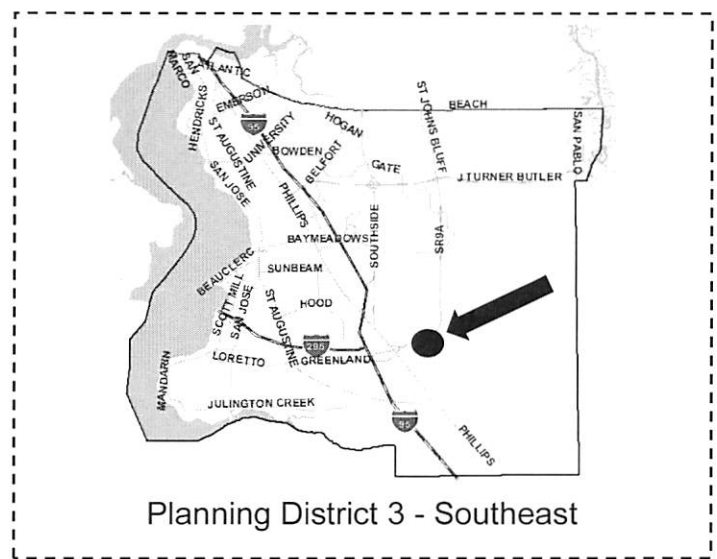 SAN
MARCO
ATLANTIC
EMERSON
HENDRICKS
95
ST AUGUSTINE
UNIVERSITY
HOGAN
BEACH
ST JOHNS BLUFF
SAN PABLO
BOWDEN
BELFORT
GATE
J.TURNER BUTLER
SAN JOSE
PHILLIPS
SOUTHSIDE
SR9A
BAYMEADOWS
BEAUCLERC
SUNBEAM
SCOTT MILL
SAN JOSE
ST AUGUSTINE
HOOD
295
GREENLAND
LORETTO
MANDARIN
JULINGTON CREEK
95
PHILLIPS
Planning District 3 - Southeast